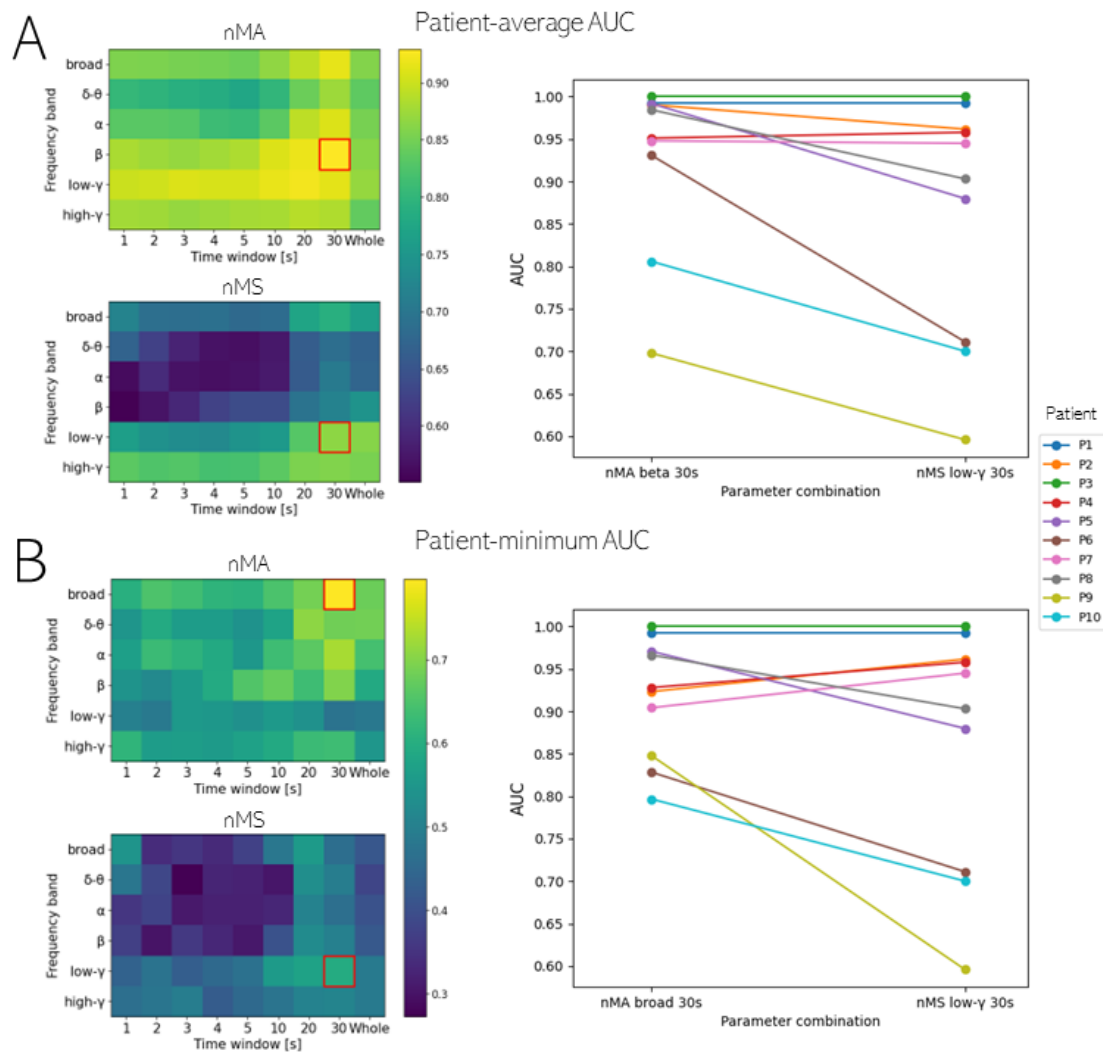 A
Patient-average AUC
nMA
Frequency band
broad
δ-θ
α
β
low-γ
high-γ
1 2 3 4 5 10 20 30 Whole
Time window [s]
nMS
Frequency band
broad
δ-θ
α
β
low-γ
high-γ
1 2 3 4 5 10 20 30 Whole
Time window [s]
0.90
0.85
0.80
0.75
0.70
0.65
0.60
AUC
1.00
0.95
0.90
0.85
0.80
0.75
0.70
0.65
0.60
nMA beta 30s nMS low-γ 30s
Parameter combination
Patient
P1
P2
P3
P4
P5
P6
P7
P8
P9
P10
B
Patient-minimum AUC
nMA
Frequency band
broad
δ-θ
α
β
low-γ
high-γ
1 2 3 4 5 10 20 30 Whole
Time window [s]
nMS
Frequency band
broad
δ-θ
α
β
low-γ
high-γ
1 2 3 4 5 10 20 30 Whole
Time window [s]
0.7
0.6
0.5
0.4
0.3
AUC
1.00
0.95
0.90
0.85
0.80
0.75
0.70
0.65
0.60
nMA broad 30s nMS low-γ 30s
Parameter combination